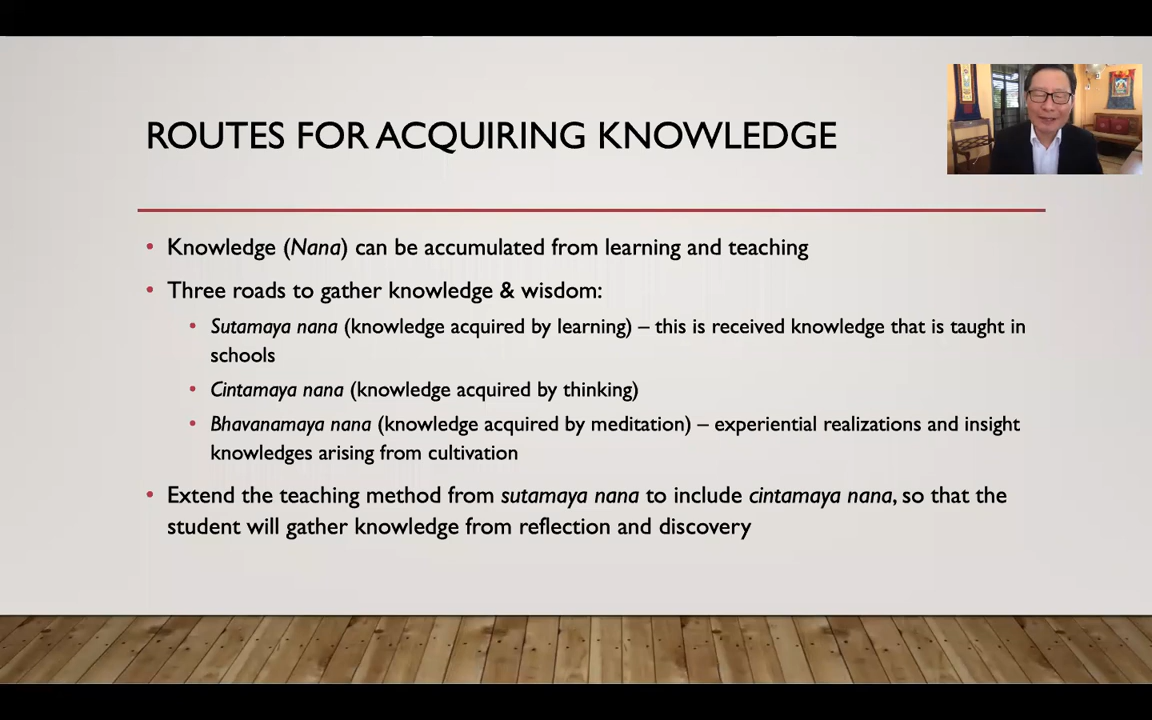 ROUTES FOR ACQUIRING KNOWLEDGE
• Knowledge (Nana) can be accumulated from learning and teaching
• Three roads to gather knowledge & wisdom:
• Sutamaya nana (knowledge acquired by learning) – this is received knowledge that is taught in
schools
• Cintamaya nana (knowledge acquired by thinking)
• Bhavanamaya nana (knowledge acquired by meditation) – experiential realizations and insight
knowledges arising from cultivation
• Extend the teaching method from sutamaya nana to include cintamaya nana, so that the
student will gather knowledge from reflection and discovery